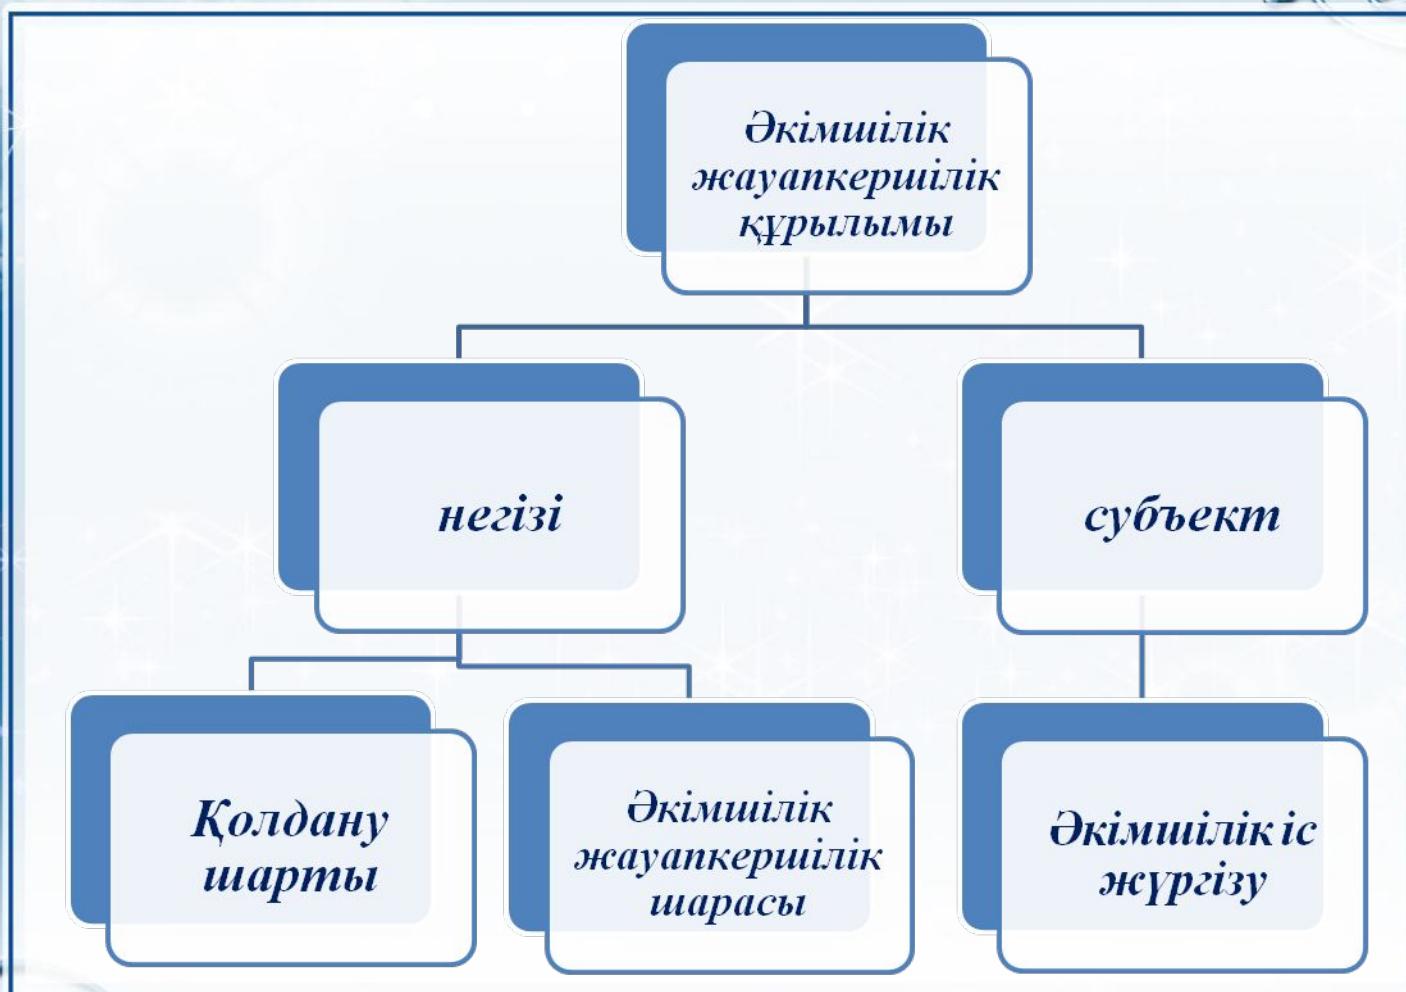 Әкімшілік
жауапкершілік
құрылымы
негізі
субъект
Қолдану
шарты
Әкімшілік
жауапкершілік
шарасы
Әкімшілік іс
жүргізу